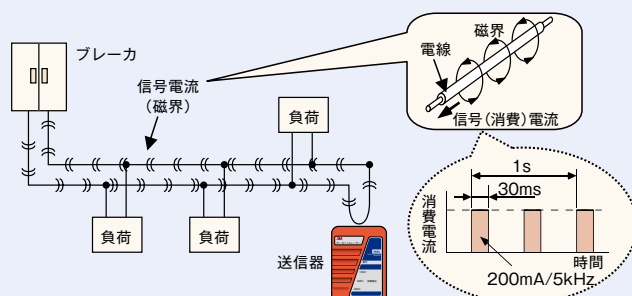 ブレーカ
信号電流
(磁界)
負荷
負荷
負荷
送信器
磁界
電線
信号(消費)電流
1s
30ms
消費電流
時間
200mA/5kHz
3M